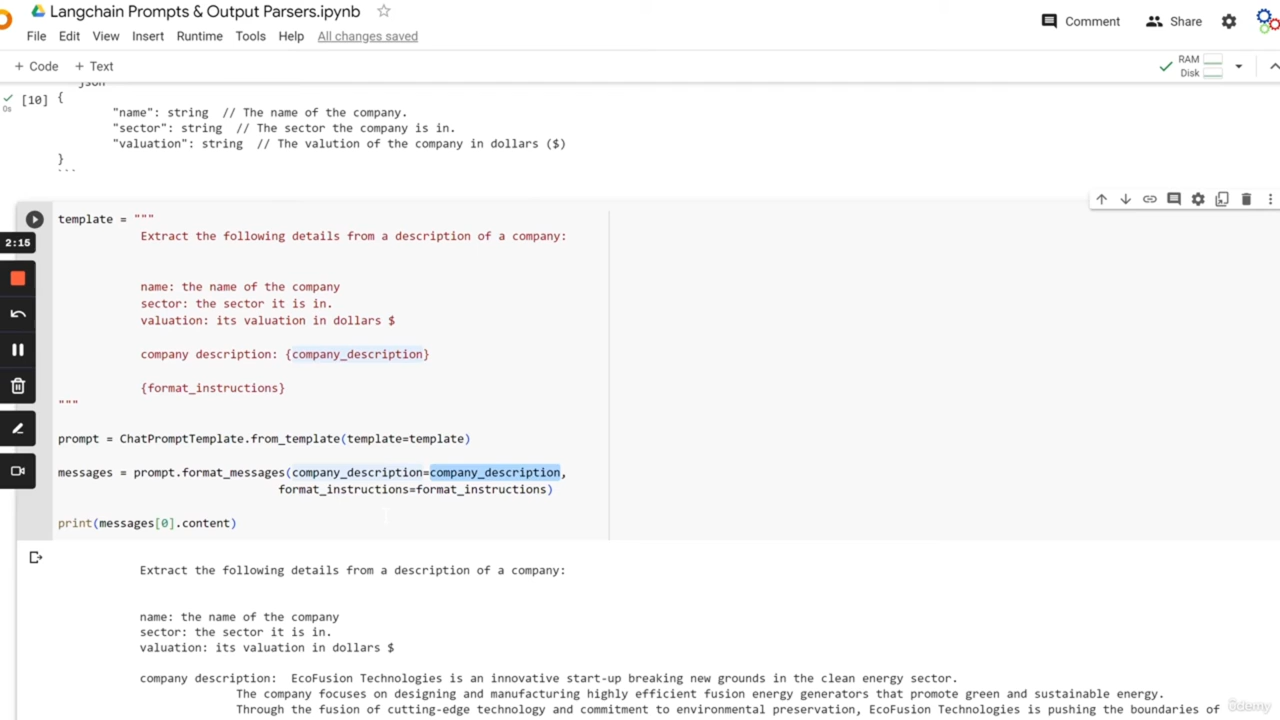 Langchain Prompts & Output Parsers.ipynb
File Edit View Insert Runtime Tools Help All changes saved
Comment Share
+ Code + Text
RAM
Disk
json
[10] {
0s
"name": string // The name of the company.
"sector": string // The sector the company is in.
"valuation": string // The valution of the company in dollars ($)
}
```
template = """
2:15
Extract the following details from a description of a company:
name: the name of the company
sector: the sector it is in.
valuation: its valuation in dollars $
company description: {company_description}
{format_instructions}
"""
prompt = ChatPromptTemplate.from_template(template=template)
messages = prompt.format_messages(company_description=company_description,
format_instructions=format_instructions)
print(messages[0].content)
Extract the following details from a description of a company:
name: the name of the company
sector: the sector it is in.
valuation: its valuation in dollars $
company description: EcoFusion Technologies is an innovative start-up breaking new grounds in the clean energy sector.
The company focuses on designing and manufacturing highly efficient fusion energy generators that promote green and sustainable energy.
Through the fusion of cutting-edge technology and commitment to environmental preservation, EcoFusion Technologies is pushing the boundaries of
ûdemy